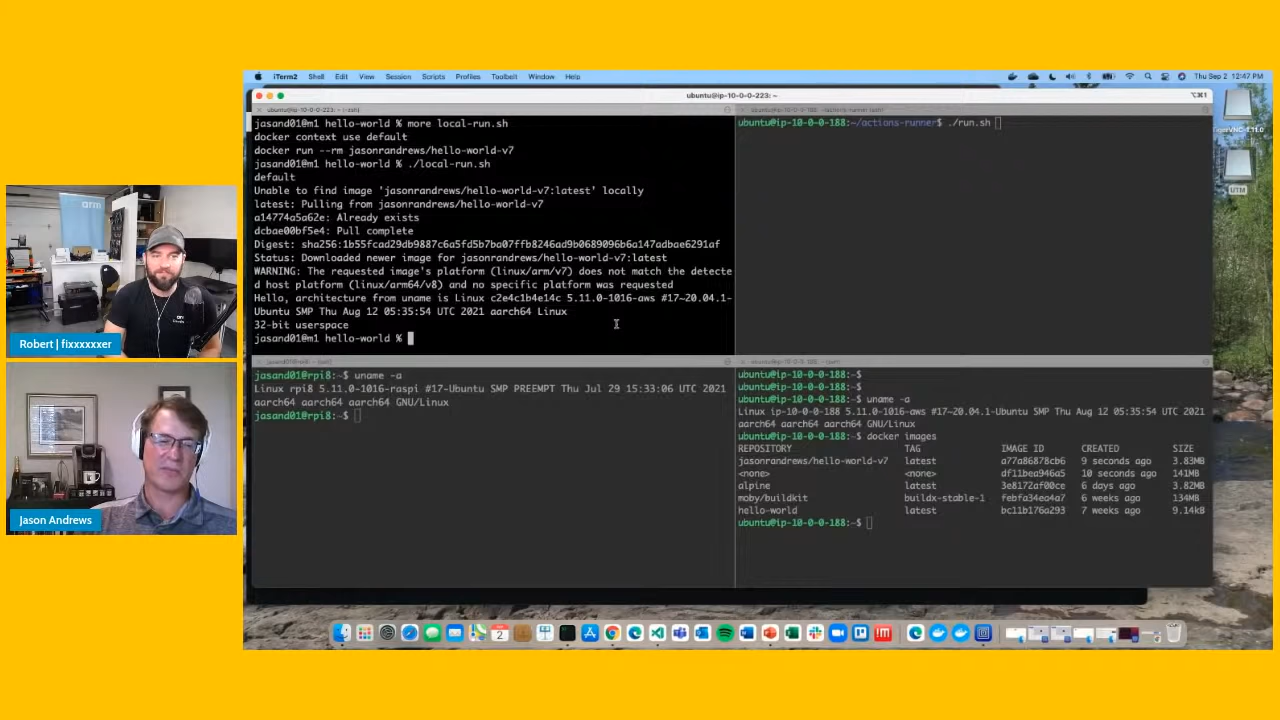 iTerm2 Shell Edit View Session Scripts Profiles Toolbelt Window Help
Thu Sep 2 12:47 PM
ubuntu@ip-10-0-0-223: ~
⌥⌘1
ubuntu@ip-10-0-0-223: ~ (-ssh)
jasand01@m1 hello-world % more local-run.sh
docker context use default
docker run --rm jasonrandrews/hello-world-v7
jasand01@m1 hello-world % ./local-run.sh
default
Unable to find image 'jasonrandrews/hello-world-v7:latest' locally
latest: Pulling from jasonrandrews/hello-world-v7
a14774a5a62e: Already exists
dcbae00bf5e4: Pull complete
Digest: sha256:1b55fcad29db9887c6a5fd5b7ba07ffb8246ad9b0689096b6a147adbae6291af
Status: Downloaded newer image for jasonrandrews/hello-world-v7:latest
WARNING: The requested image's platform (linux/arm/v7) does not match the detecte
d host platform (linux/arm64/v8) and no specific platform was requested
Hello, architecture from uname is Linux c2e4c1b4e14c 5.11.0-1016-aws #17~20.04.1-
Ubuntu SMP Thu Aug 12 05:35:54 UTC 2021 aarch64 Linux
32-bit userspace
jasand01@m1 hello-world %
ubuntu@ip-10-0-0-188:~/actions-runner$ ./run.sh
jasand01@rpi8:~$ uname -a
Linux rpi8 5.11.0-1016-raspi #17-Ubuntu SMP PREEMPT Thu Jul 29 15:33:06 UTC 2021
aarch64 aarch64 aarch64 GNU/Linux
jasand01@rpi8:~$
ubuntu@ip-10-0-0-188:~$
ubuntu@ip-10-0-0-188:~$
ubuntu@ip-10-0-0-188:~$ uname -a
Linux ip-10-0-0-188 5.11.0-1016-aws #17~20.04.1-Ubuntu SMP Thu Aug 12 05:35:54 UTC 2021
aarch64 aarch64 aarch64 GNU/Linux
ubuntu@ip-10-0-0-188:~$ docker images
REPOSITORY TAG IMAGE ID CREATED SIZE
jasonrandrews/hello-world-v7 latest a77a86878cb6 9 seconds ago 3.83MB
<none> <none> df11bea946a5 10 seconds ago 141MB
alpine latest 3e8172af00ce 6 days ago 3.82MB
moby/buildkit buildx-stable-1 febfa34ea4a7 6 weeks ago 134MB
hello-world latest bc11b176a293 7 weeks ago 9.14kB
ubuntu@ip-10-0-0-188:~$
UTM
arm
Robert | fixxxxxxer
Jason Andrews